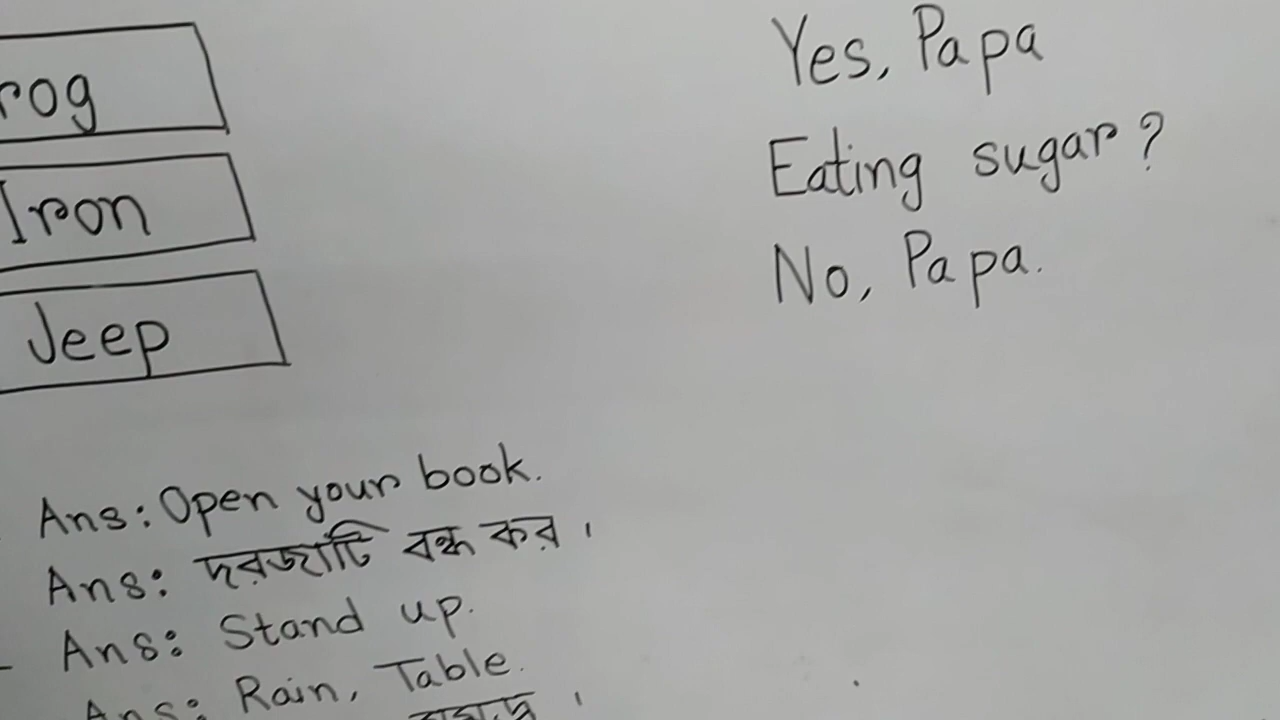 rog
Iron
Jeep
Yes, Papa
Eating sugar?
No, Papa.
Ans: Open your book.
Ans: দরজাটি বন্ধ কর।
Ans: Stand up.
Ans: Rain, Table.